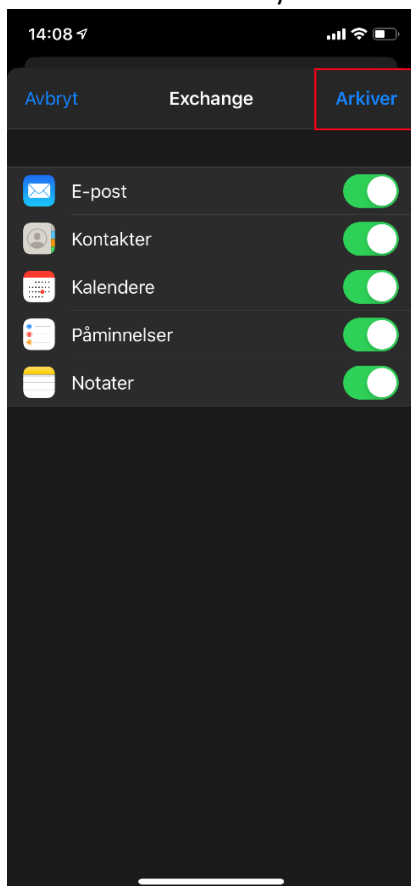 14:08
Avbryt Exchange Arkiver
E-post
Kontakter
Kalendere
Påminnelser
Notater